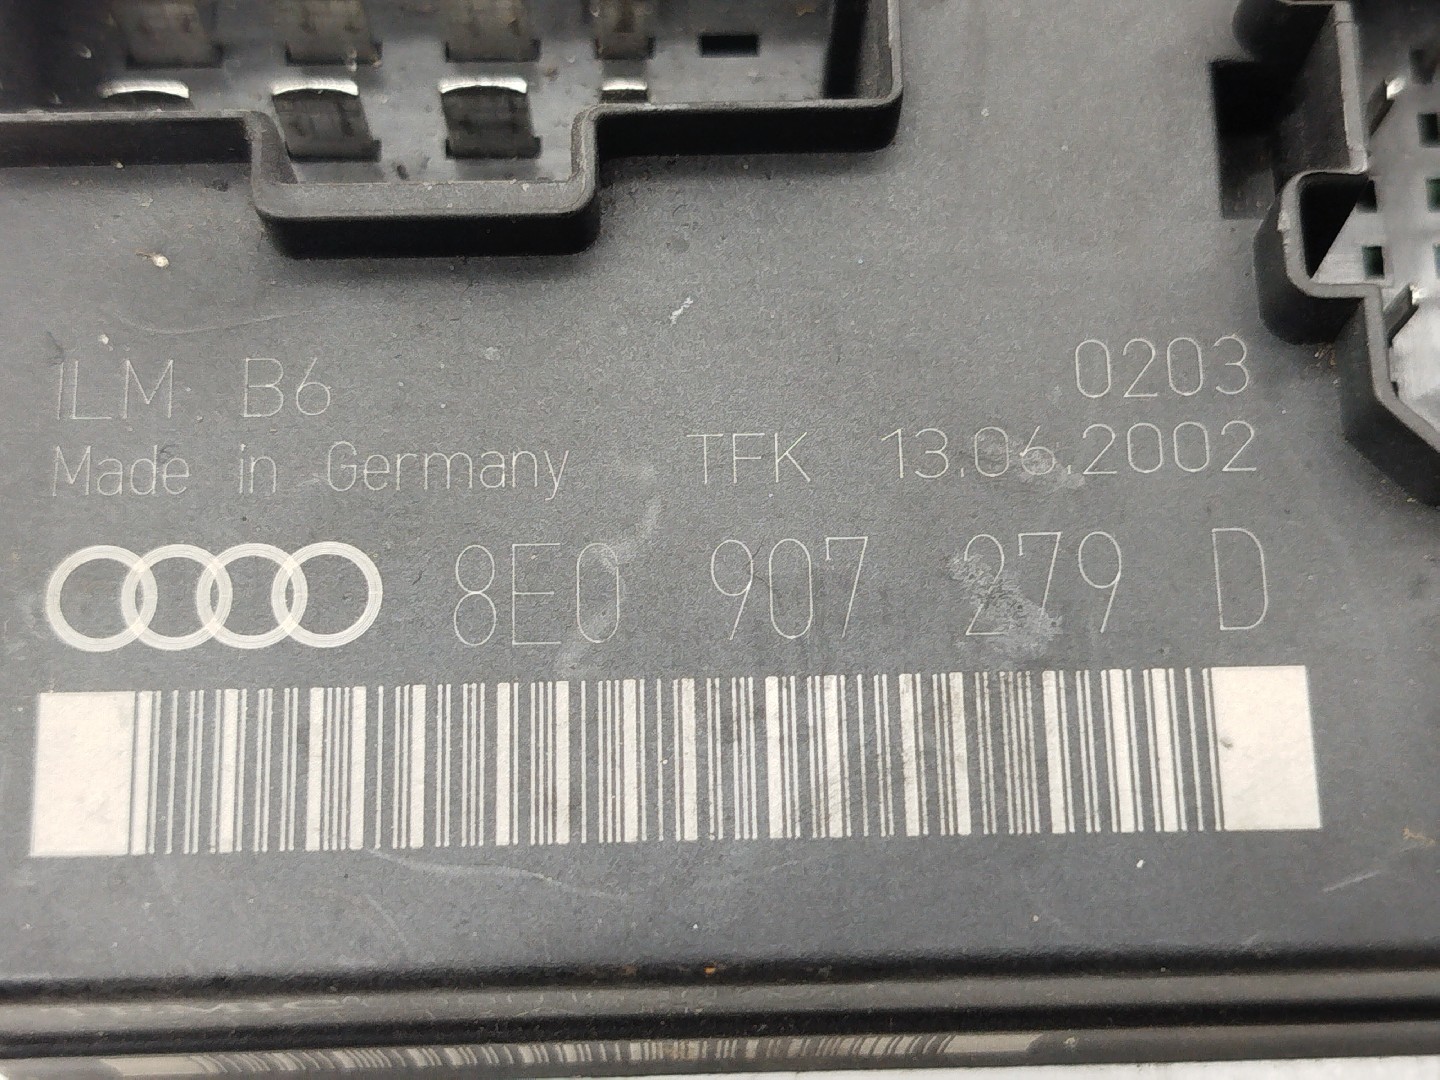 ILM B6 0203
Made in Germany TFK 13.06.2002
8E0 907 279 D